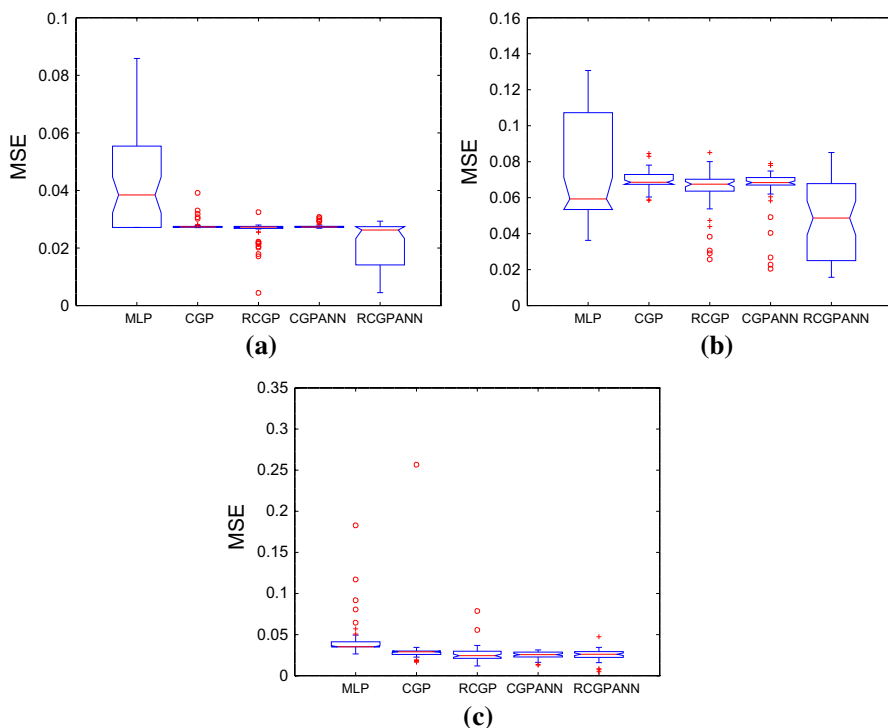 0.1
0.08
0.06
0.04
0.02
0
MSE
MLP CGP RCGP CGPANN RCGPANN
(a)
0.16
0.14
0.12
0.1
0.08
0.06
0.04
0.02
0
MSE
MLP CGP RCGP CGPANN RCGPANN
(b)
0.35
0.3
0.25
0.2
0.15
0.1
0.05
0
MSE
MLP CGP RCGP CGPANN RCGPANN
(c)